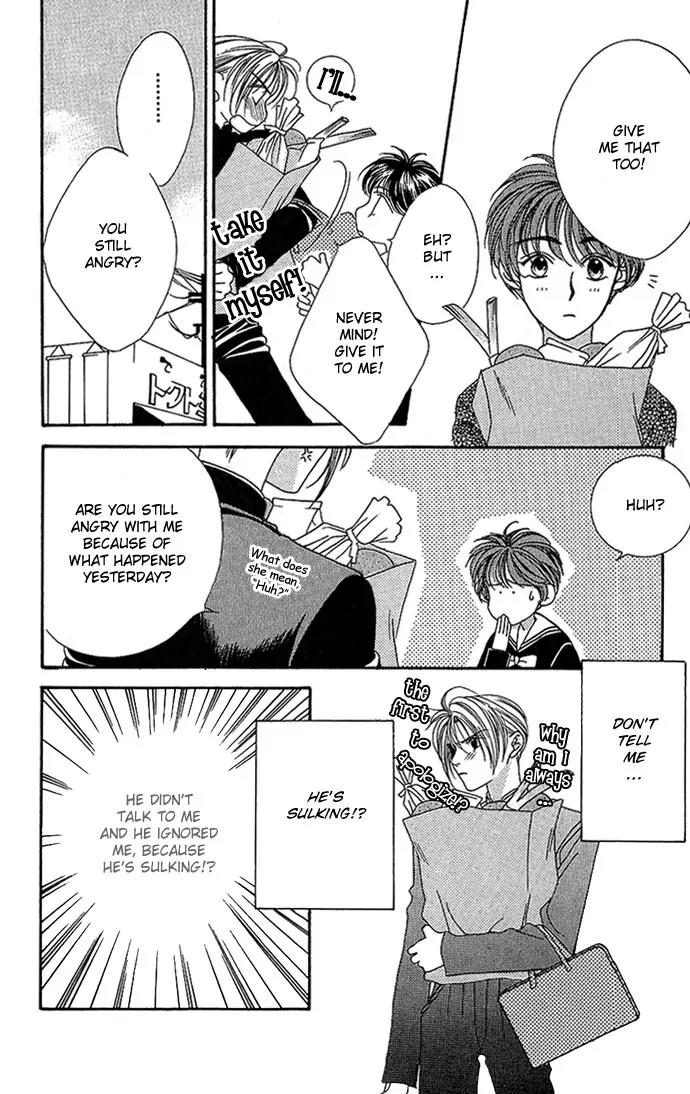 GIVE
ME THAT
TOO!
EH?
BUT
...
NEVER
MIND!
GIVE IT
TO ME!
I'll...
take
it
myself!
.........
YOU
STILL
ANGRY?
で
トクト
HUH?
What does
she mean,
"Huh?"
ARE YOU STILL
ANGRY WITH ME
BECAUSE OF
WHAT HAPPENED
YESTERDAY?
DON'T
TELL
ME
...
why
am I
always
...
the
first
to
apologize!?
HE'S
SULKING!?
HE DIDN'T
TALK TO ME
AND HE IGNORED
ME, BECAUSE
HE'S SULKING!?